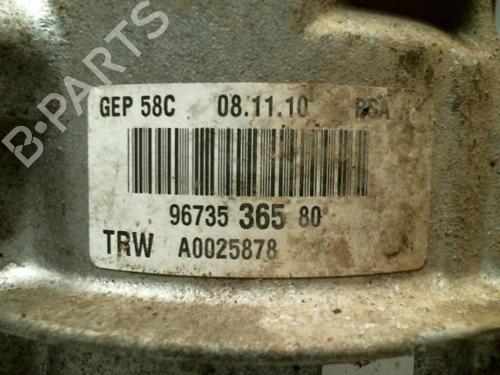 B-PARTS
GEP 58C 08.11.10 PSA
96735 365 80
TRW A0025878